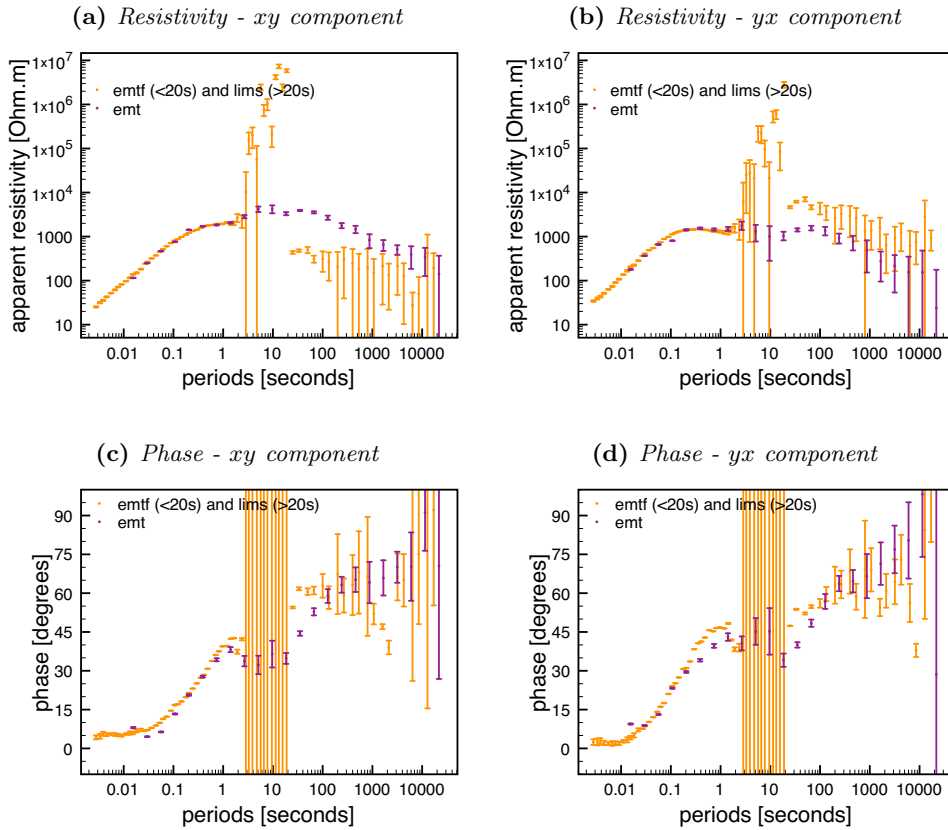 (a) Resistivity - xy component
1×10⁷
1×10⁶
1×10⁵
1×10⁴
1000
100
10
apparent resistivity [Ohm.m]
emtf (<20s) and lims (>20s)
emt
0.01 0.1 1 10 100 1000 10000
periods [seconds]
(b) Resistivity - yx component
1×10⁷
1×10⁶
1×10⁵
1×10⁴
1000
100
10
apparent resistivity [Ohm.m]
emtf (<20s) and lims (>20s)
emt
0.01 0.1 1 10 100 1000 10000
periods [seconds]
(c) Phase - xy component
90
75
60
45
30
15
0
phase [degrees]
emtf (<20s) and lims (>20s)
emt
0.01 0.1 1 10 100 1000 10000
periods [seconds]
(d) Phase - yx component
90
75
60
45
30
15
0
phase [degrees]
emtf (<20s) and lims (>20s)
emt
0.01 0.1 1 10 100 1000 10000
periods [seconds]